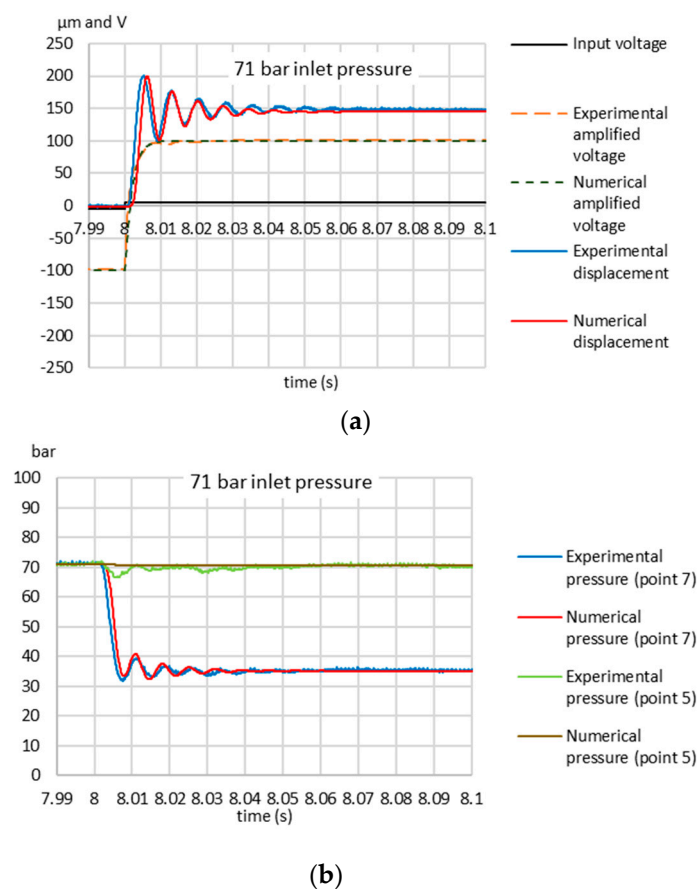 µm and V
250
200
150
100
50
0
-50
-100
-150
-200
-250
71 bar inlet pressure
7.99 8 8.01 8.02 8.03 8.04 8.05 8.06 8.07 8.08 8.09 8.1
time (s)
Input voltage
Experimental
amplified
voltage
Numerical
amplified
voltage
Experimental
displacement
Numerical
displacement
(a)
bar
100
90
80
70
60
50
40
30
20
10
0
71 bar inlet pressure
7.99 8 8.01 8.02 8.03 8.04 8.05 8.06 8.07 8.08 8.09 8.1
time (s)
Experimental
pressure (point 7)
Numerical
pressure (point 7)
Experimental
pressure (point 5)
Numerical
pressure (point 5)
(b)